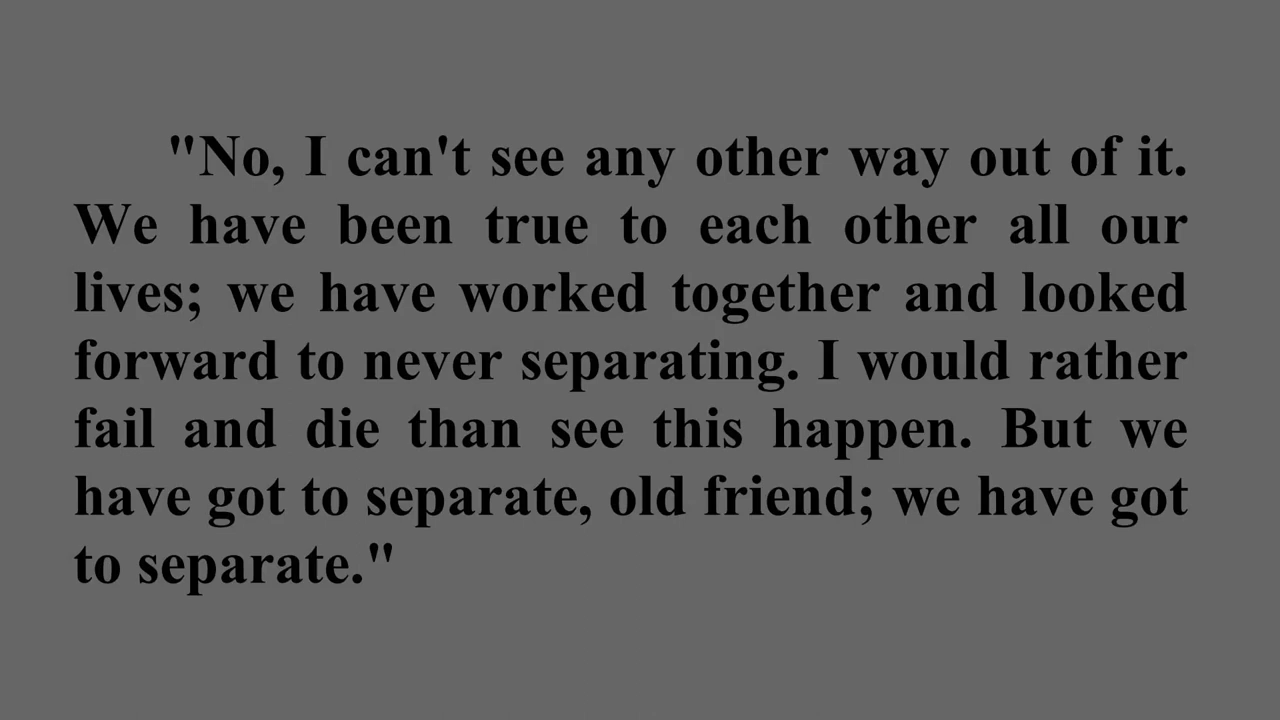 "No, I can't see any other way out of it.
We have been true to each other all our
lives; we have worked together and looked
forward to never separating. I would rather
fail and die than see this happen. But we
have got to separate, old friend; we have got
to separate."